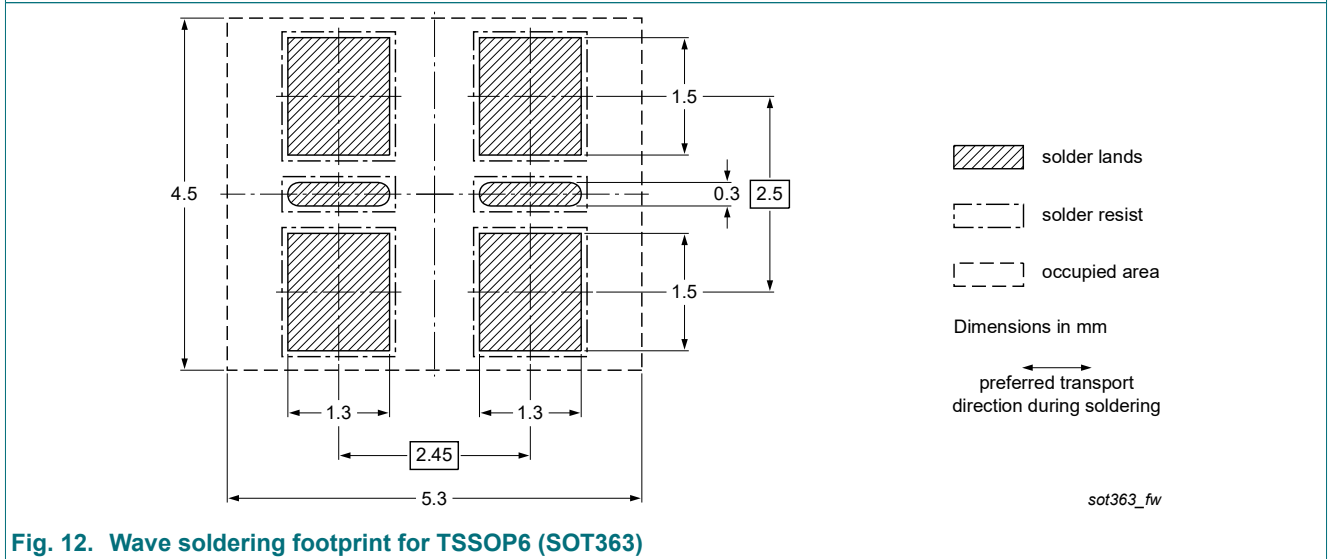 1.5
4.5
0.3
2.5
1.5
1.3
1.3
2.45
5.3
solder lands
solder resist
occupied area
Dimensions in mm
preferred transport
direction during soldering
sot363_fw
Fig. 12. Wave soldering footprint for TSSOP6 (SOT363)